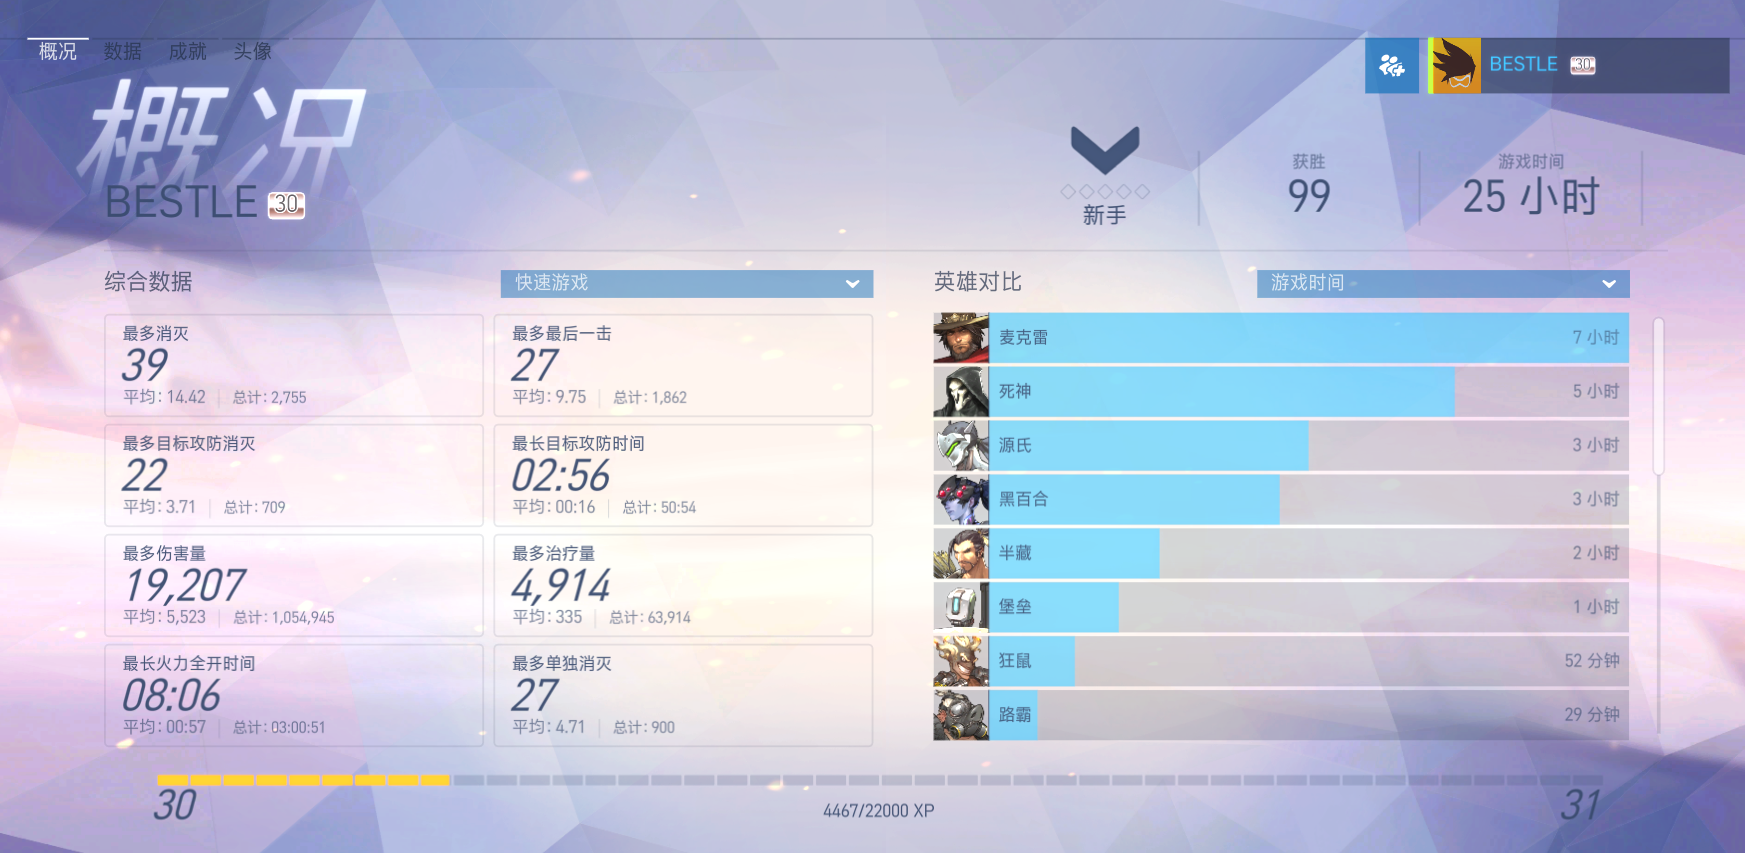 概况 数据 成就 头像
BESTLE 30
概况
BESTLE 30
新手
获胜
99
游戏时间
25 小时
综合数据
快速游戏
最多消灭
39
平均: 14.42 总计: 2,755
最多最后一击
27
平均: 9.75 总计: 1,862
最多目标攻防消灭
22
平均: 3.71 总计: 709
最长目标攻防时间
02:56
平均: 00:16 总计: 50:54
最多伤害量
19,207
平均: 5,523 总计: 1,054,945
最多治疗量
4,914
平均: 335 总计: 63,914
最长火力全开时间
08:06
平均: 00:57 总计: 03:00:51
最多单独消灭
27
平均: 4.71 总计: 900
英雄对比
游戏时间
麦克雷 7 小时
死神 5 小时
源氏 3 小时
黑百合 3 小时
半藏 2 小时
堡垒 1 小时
狂鼠 52 分钟
路霸 29 分钟
30
4467/22000 XP
31